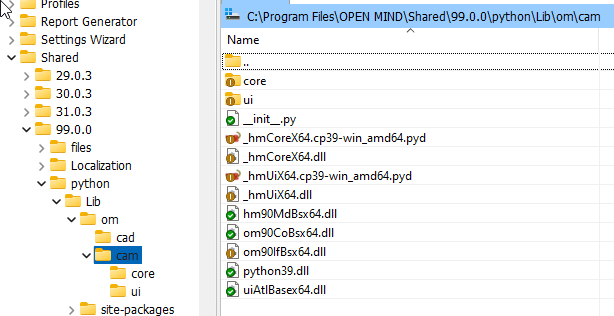 Profiles
Report Generator
Settings Wizard
Shared
29.0.3
30.0.3
31.0.3
99.0.0
files
Localization
python
Lib
om
cad
cam
core
ui
site-packages
C:\Program Files\OPEN MIND\Shared\99.0.0\python\Lib\om\cam
Name
..
core
ui
__init__.py
_hmCoreX64.cp39-win_amd64.pyd
_hmCoreX64.dll
_hmUiX64.cp39-win_amd64.pyd
_hmUiX64.dll
hm90MdBsx64.dll
om90CoBsx64.dll
om90IfBsx64.dll
python39.dll
uiAtlBasex64.dll